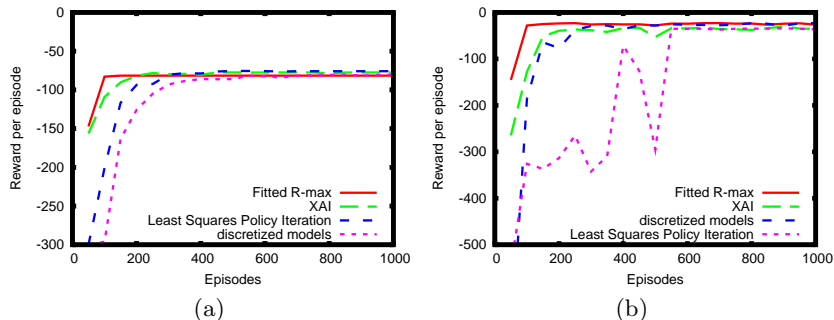 0
-50
-100
-150
-200
-250
-300
0 200 400 600 800 1000
Reward per episode
Episodes
Fitted R-max
XAI
Least Squares Policy Iteration
discretized models
(a)
0
-100
-200
-300
-400
-500
0 200 400 600 800 1000
Reward per episode
Episodes
Fitted R-max
XAI
discretized models
Least Squares Policy Iteration
(b)